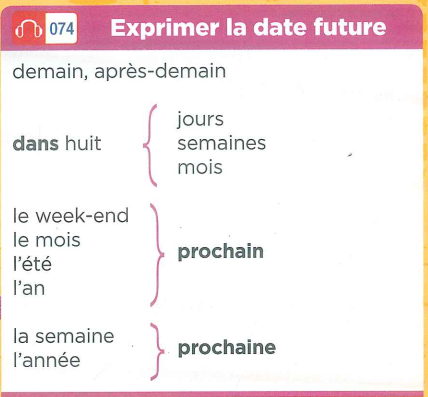 074 Exprimer la date future
demain, après-demain
dans huit
jours
semaines
mois
le week-end
le mois
l'été
l'an
prochain
la semaine
l'année
prochaine